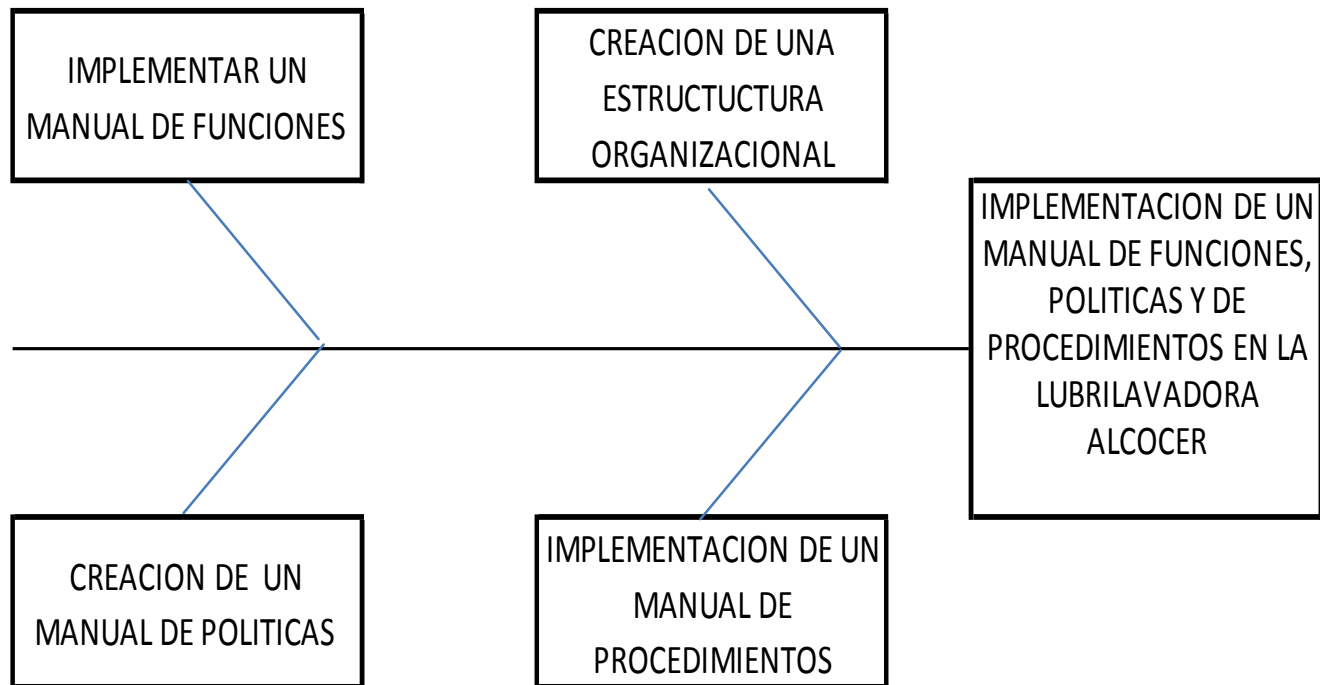 IMPLEMENTAR UN
MANUAL DE FUNCIONES
CREACION DE UNA
ESTRUCTUCTURA
ORGANIZACIONAL
IMPLEMENTACION DE UN
MANUAL DE FUNCIONES,
POLITICAS Y DE
PROCEDIMIENTOS EN LA
LUBRILAVADORA
ALCOCER
CREACION DE UN
MANUAL DE POLITICAS
IMPLEMENTACION DE UN
MANUAL DE
PROCEDIMIENTOS